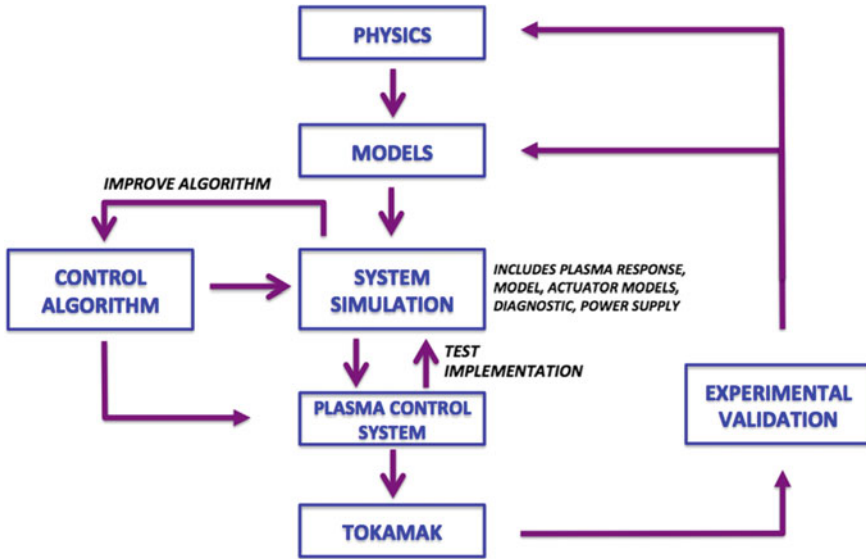 PHYSICS
MODELS
IMPROVE ALGORITHM
CONTROL
ALGORITHM
SYSTEM
SIMULATION
INCLUDES PLASMA RESPONSE,
MODEL, ACTUATOR MODELS,
DIAGNOSTIC, POWER SUPPLY
TEST
IMPLEMENTATION
PLASMA CONTROL
SYSTEM
EXPERIMENTAL
VALIDATION
TOKAMAK